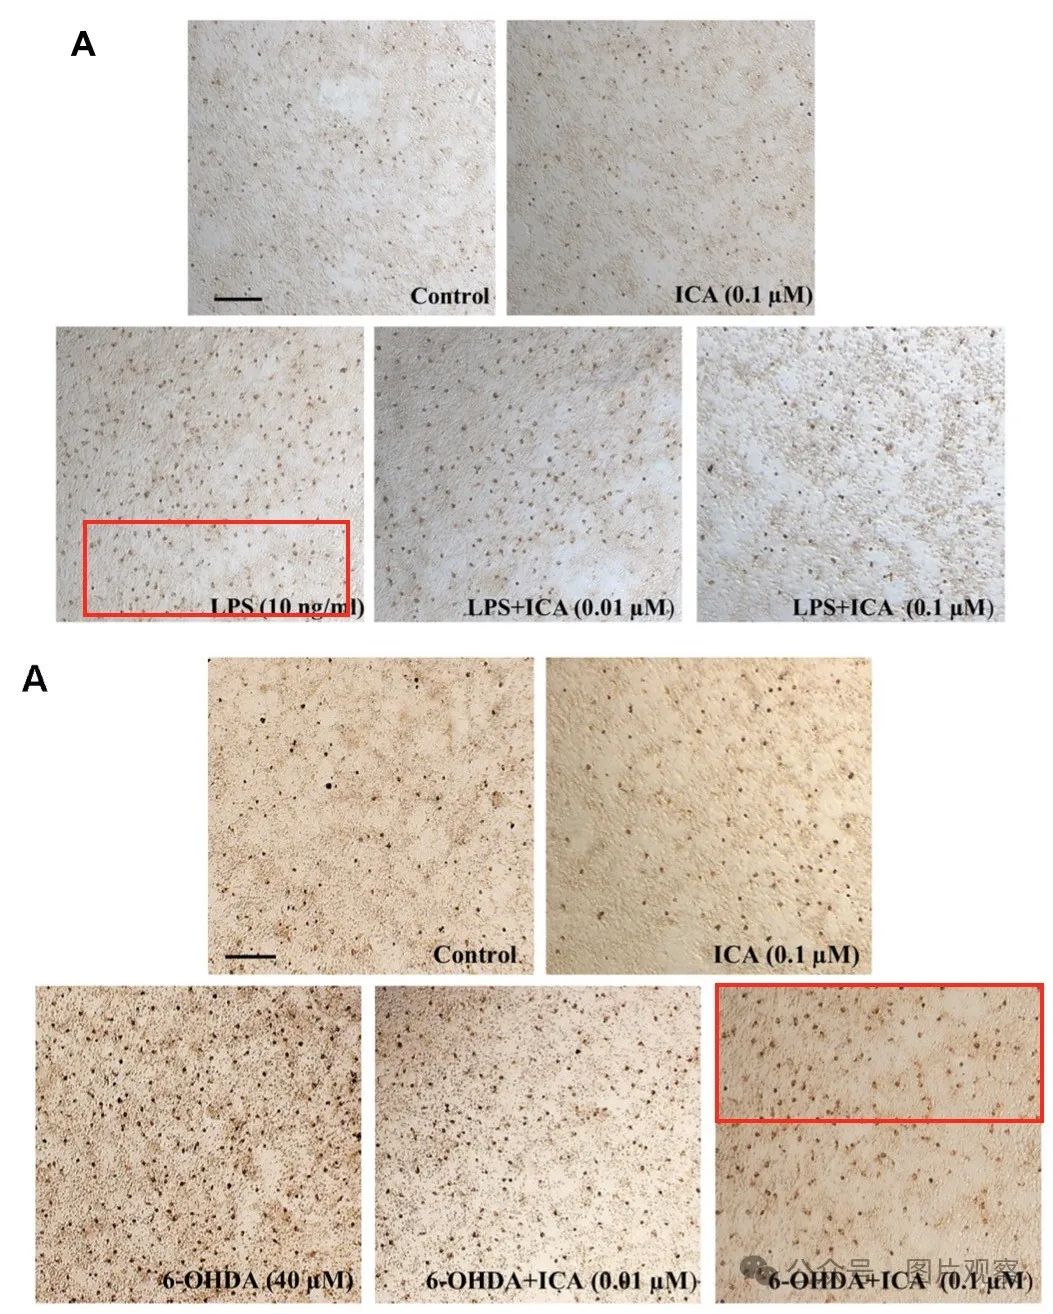 A
Control
ICA (0.1 µM)
LPS (10 ng/ml)
LPS+ICA (0.01 µM)
LPS+ICA (0.1 µM)
A
Control
ICA (0.1 µM)
6-OHDA (40 µM)
6-OHDA+ICA (0.01 µM)
6-OHDA+ICA (0.1 µM)
公众号 · 图片观察